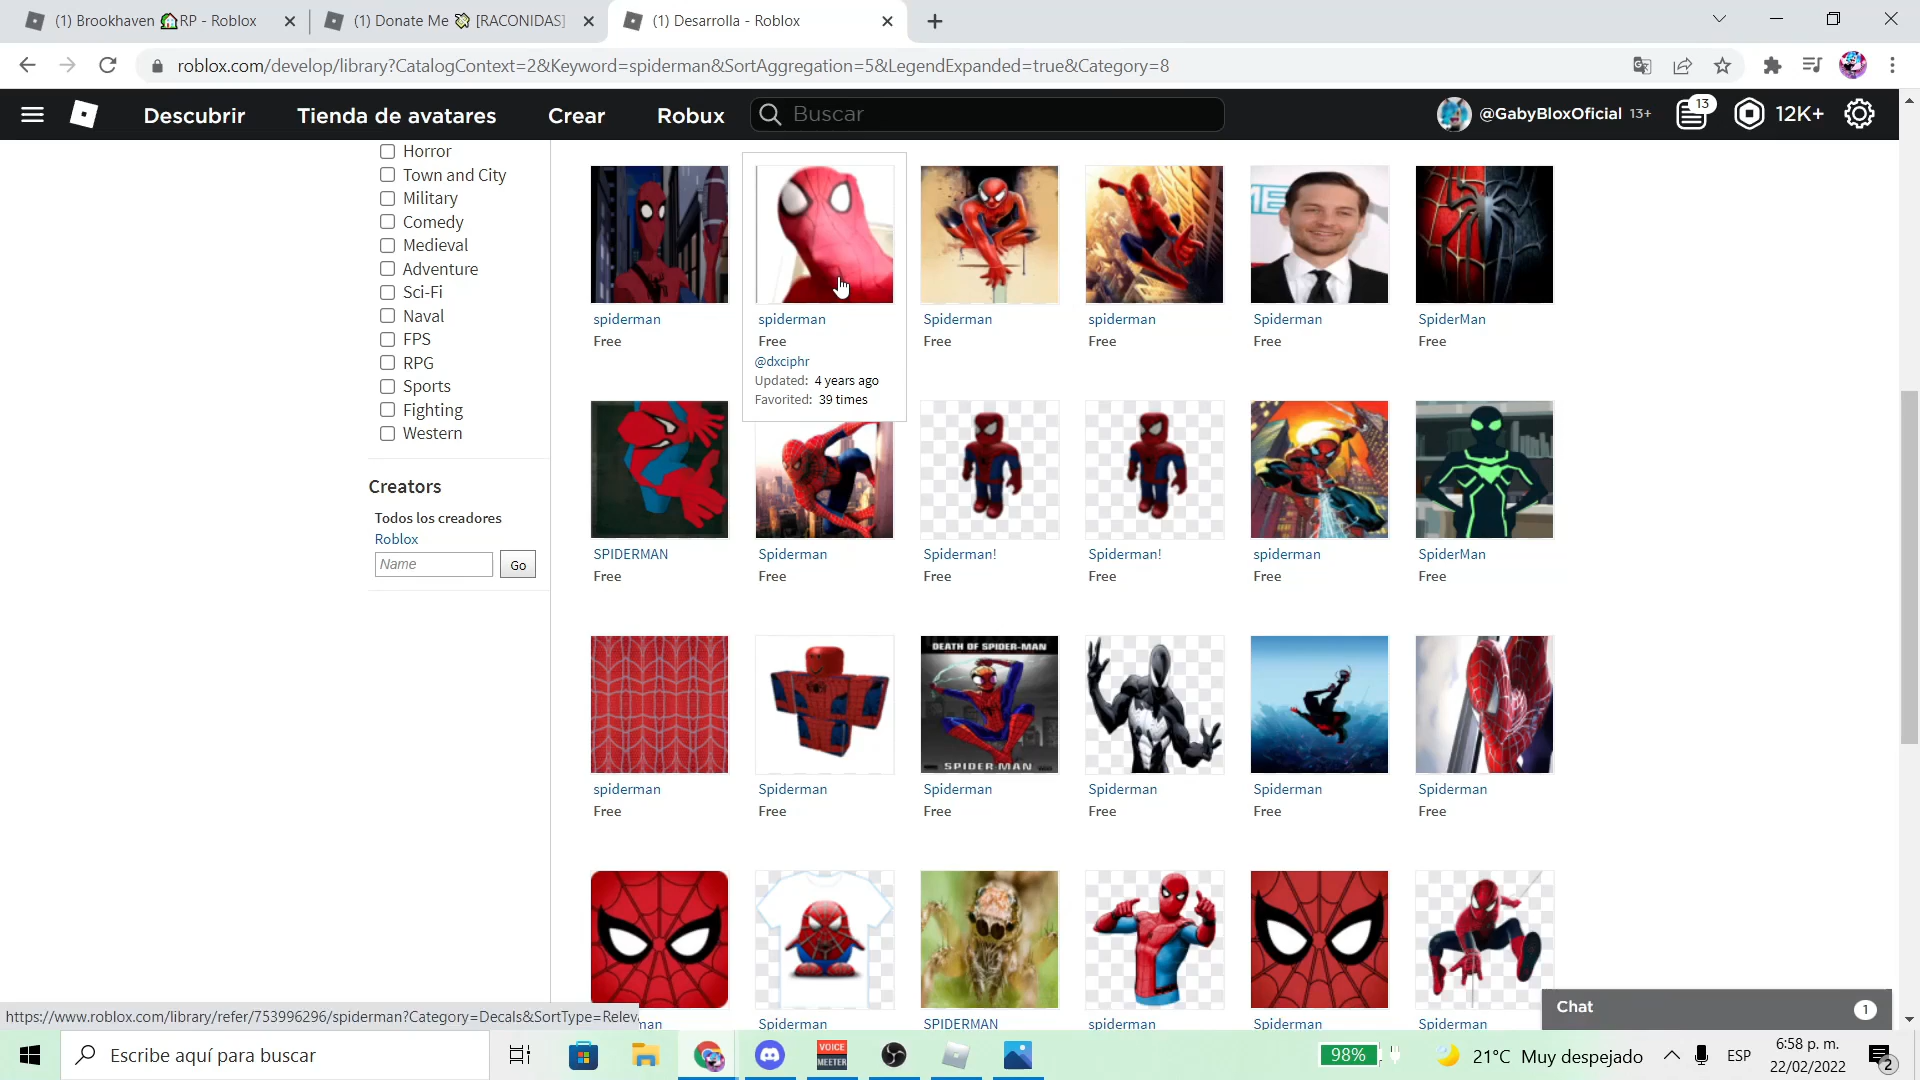 (1) Brookhaven RP - Roblox
(1) Donate Me [RACONIDAS]
(1) Desarrolla - Roblox
roblox.com/develop/library?CatalogContext=2&Keyword=spiderman&SortAggregation=5&LegendExpanded=true&Category=8
Descubrir Tienda de avatares Crear Robux Buscar @GabyBloxOficial 13+ 13 12K+
Horror
Town and City
Military
Comedy
Medieval
Adventure
Sci-Fi
Naval
FPS
RPG
Sports
Fighting
Western
Creators
Todos los creadores
Roblox
Name Go
spiderman spiderman Spiderman spiderman Spiderman SpiderMan
Free Free Free Free Free Free
@dxciphr
Updated: 4 years ago
Favorited: 39 times
SPIDERMAN Spiderman Spiderman! Spiderman! spiderman SpiderMan
Free Free Free Free Free Free
DEATH OF SPIDER-MAN
SPIDER MAN
spiderman Spiderman Spiderman Spiderman Spiderman Spiderman
Free Free Free Free Free Free
man Spiderman SPIDERMAN spiderman Spiderman Spiderman
Chat 1
https://www.roblox.com/library/refer/753996296/spiderman?Category=Decals&SortType=Relev
Escribe aquí para buscar
VOICE
MEETER
98%
21°C Muy despejado
ESP
6:58 p. m.
22/02/2022
2